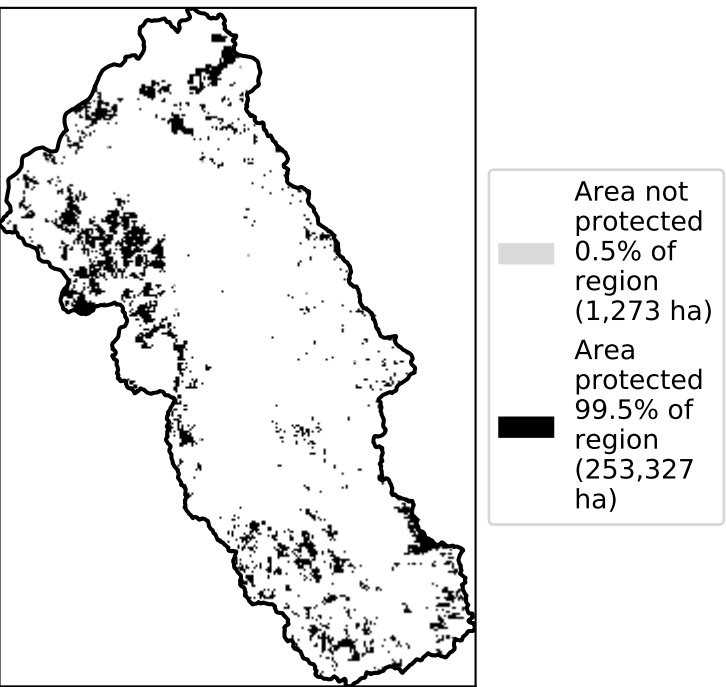 Area not
protected
0.5% of
region
(1,273 ha)
Area
protected
99.5% of
region
(253,327
ha)